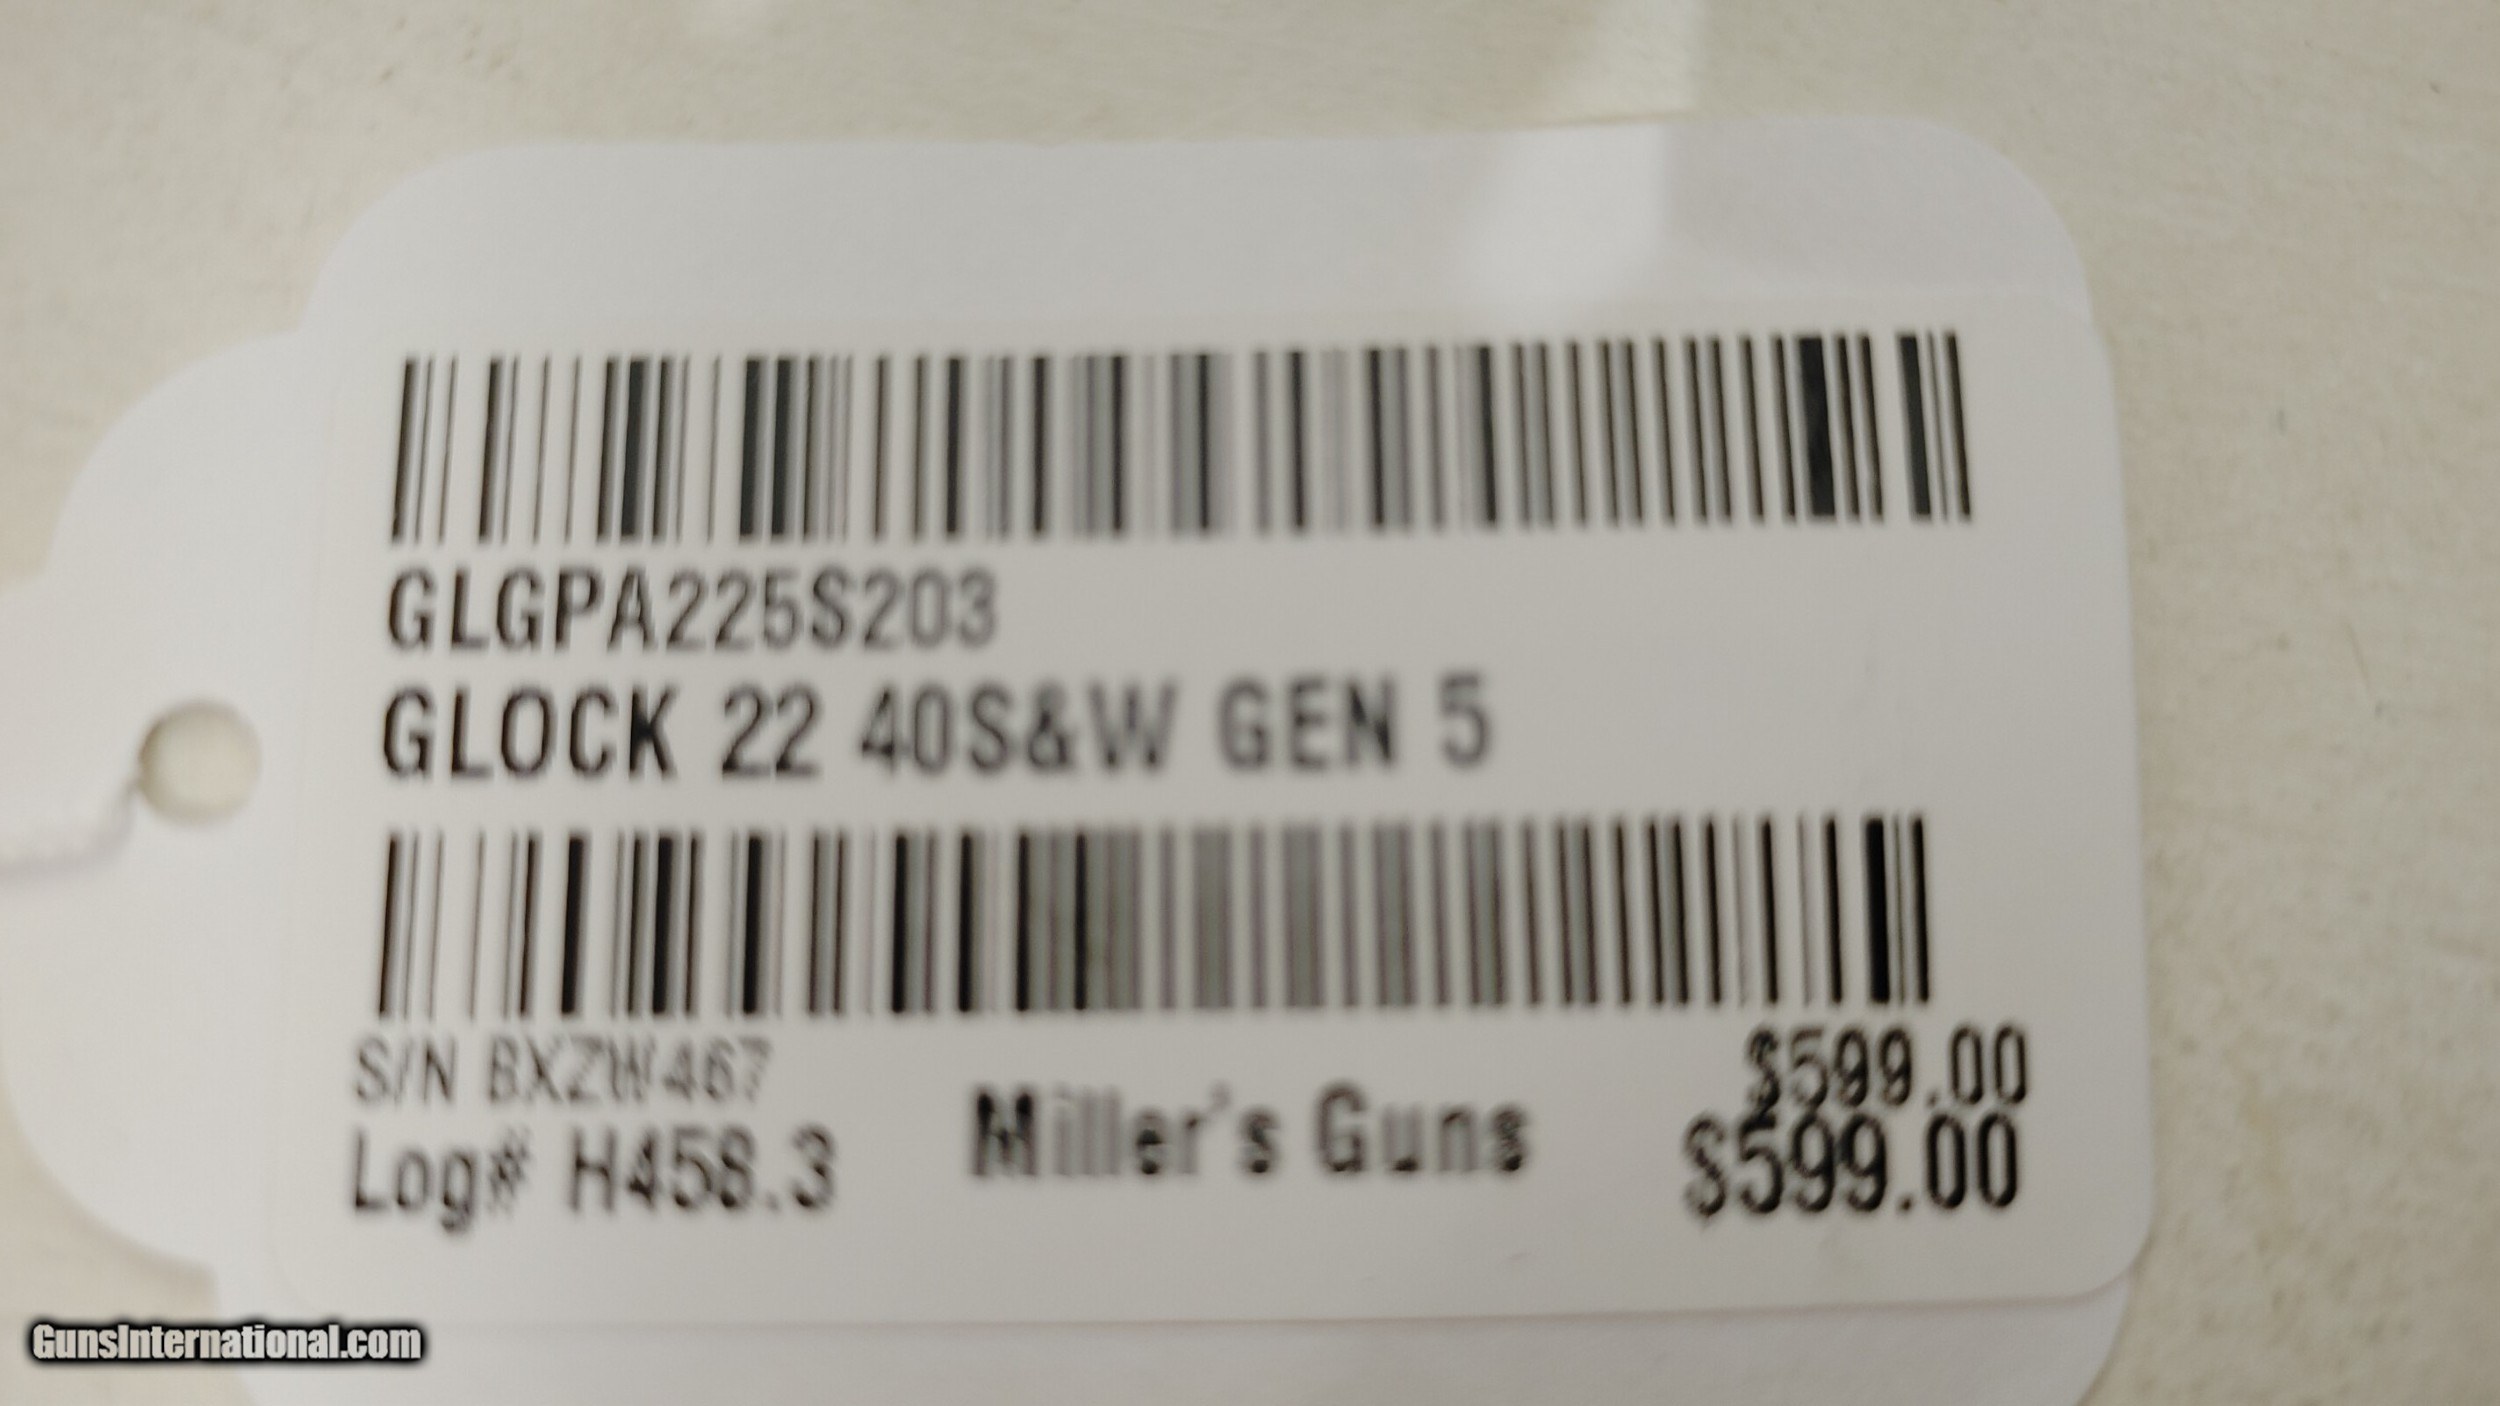 GLGPA225S203
GLOCK 22 40S&W GEN 5
S/N BXZW467
Log# H458.3
Miller's Guns
$599.00
$599.00
GunsInternational.com